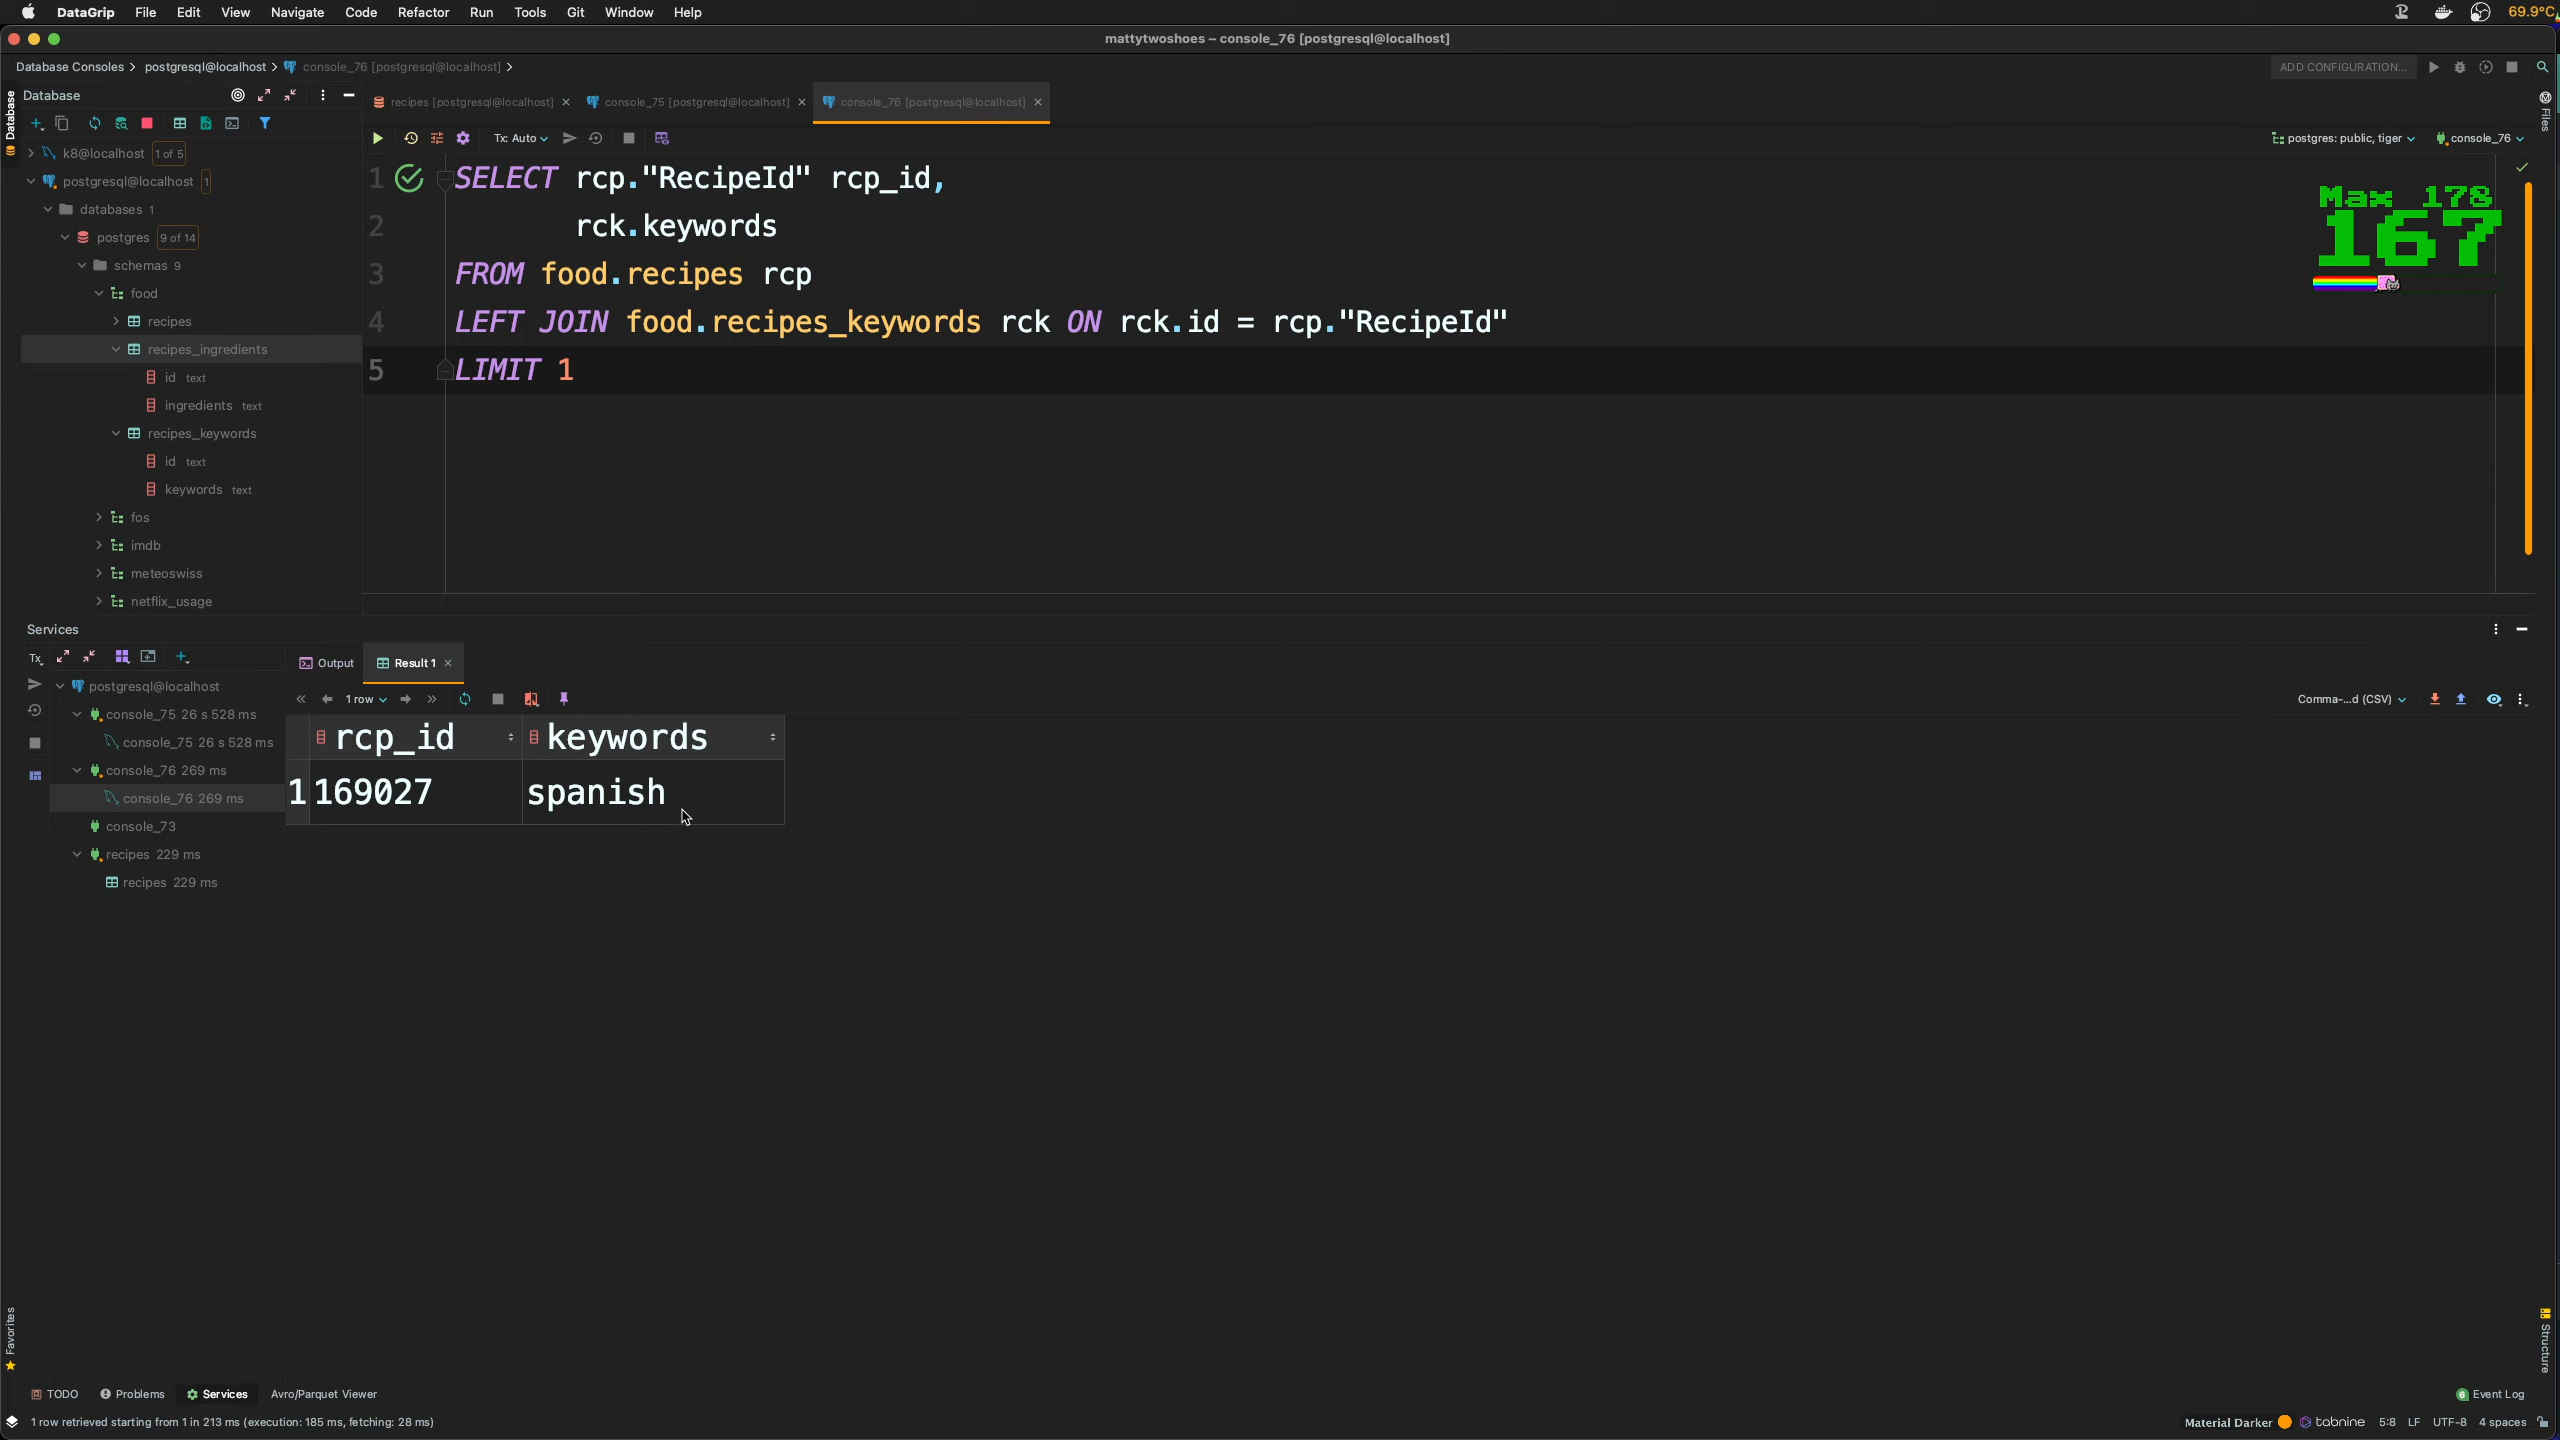 DataGrip File Edit View Navigate Code Refactor Run Tools Git Window Help 69.9°C
mattytwoshoes – console_76 [postgresql@localhost]
Database Consoles postgresql@localhost console_76 [postgresql@localhost] ADD CONFIGURATION...
Database
recipes [postgresql@localhost] console_75 [postgresql@localhost] console_76 [postgresql@localhost]
Database
Files
Tx: Auto postgres: public, tiger console_76
k8@localhost 1 of 5
postgresql@localhost 1
databases 1
postgres 9 of 14
schemas 9
food
recipes
recipes_ingredients
id text
ingredients text
recipes_keywords
id text
keywords text
fos
imdb
meteoswiss
netflix_usage
1 SELECT rcp."RecipeId" rcp_id,
2 rck.keywords
3 FROM food.recipes rcp
4 LEFT JOIN food.recipes_keywords rck ON rck.id = rcp."RecipeId"
5 LIMIT 1
Max 178
167
Services
Tx
postgresql@localhost
console_75 26 s 528 ms
console_75 26 s 528 ms
console_76 269 ms
console_76 269 ms
console_73
recipes 229 ms
recipes 229 ms
Output Result 1
1 row Comma-...d (CSV)
rcp_id keywords
1 169027 spanish
Favorites
Structure
TODO Problems Services Avro/Parquet Viewer 6 Event Log
1 row retrieved starting from 1 in 213 ms (execution: 185 ms, fetching: 28 ms) Material Darker tabnine 5:8 LF UTF-8 4 spaces